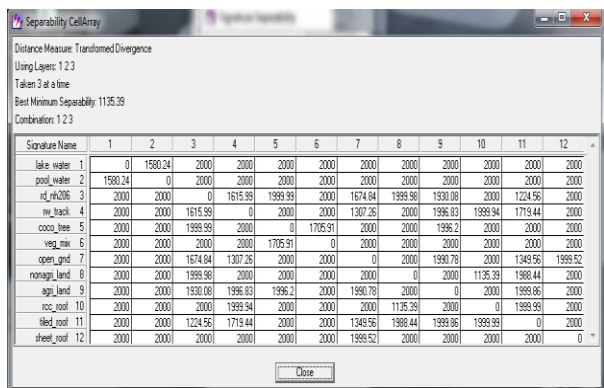 Separability CellArray
Distance Measure: Transformed Divergence
Using Layers: 1 2 3
Taken 3 at a time
Best Minimum Separability: 1135.39
Combination: 1 2 3
Signature Name 1 2 3 4 5 6 7 8 9 10 11 12
lake_water 1 0 1580.24 2000 2000 2000 2000 2000 2000 2000 2000 2000 2000
pool_water 2 1580.24 0 2000 2000 2000 2000 2000 2000 2000 2000 2000 2000
rd_nh206 3 2000 2000 0 1615.99 1999.99 2000 1674.84 1999.98 1930.08 2000 1224.56 2000
rw_track 4 2000 2000 1615.99 0 2000 2000 1307.26 2000 1996.83 1999.94 1719.44 2000
coco_tree 5 2000 2000 1999.99 2000 0 1705.91 2000 2000 1996.2 2000 2000 2000
veg_mix 6 2000 2000 2000 2000 1705.91 0 2000 2000 2000 2000 2000 2000
open_gnd 7 2000 2000 1674.84 1307.26 2000 2000 0 2000 1990.78 2000 1349.56 1999.52
nonagri_land 8 2000 2000 1999.98 2000 2000 2000 2000 0 2000 1135.39 1988.44 2000
agri_land 9 2000 2000 1930.08 1996.83 1996.2 2000 1990.78 2000 0 2000 1999.86 2000
rcc_roof 10 2000 2000 2000 1999.94 2000 2000 2000 1135.39 2000 0 1999.99 2000
tiled_roof 11 2000 2000 1224.56 1719.44 2000 2000 1349.56 1988.44 1999.86 1999.99 0 2000
sheet_roof 12 2000 2000 2000 2000 2000 2000 1999.52 2000 2000 2000 2000 0
Close